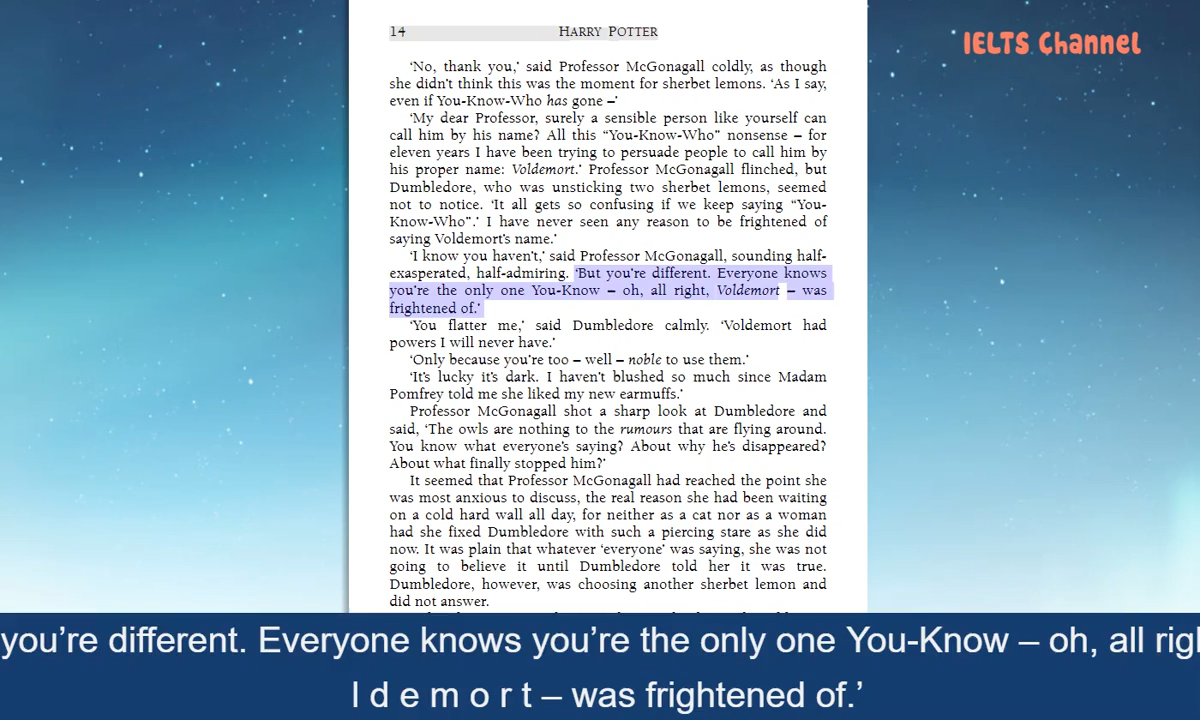 14 HARRY POTTER
IELTS Channel
‘No, thank you,’ said Professor McGonagall coldly, as though
she didn’t think this was the moment for sherbet lemons. ‘As I say,
even if You-Know-Who has gone –’
‘My dear Professor, surely a sensible person like yourself can
call him by his name? All this “You-Know-Who” nonsense – for
eleven years I have been trying to persuade people to call him by
his proper name: Voldemort.’ Professor McGonagall flinched, but
Dumbledore, who was unsticking two sherbet lemons, seemed
not to notice. ‘It all gets so confusing if we keep saying “You-
Know-Who”.’ I have never seen any reason to be frightened of
saying Voldemort’s name.’
‘I know you haven’t,’ said Professor McGonagall, sounding half-
exasperated, half-admiring. ‘But you’re different. Everyone knows
you’re the only one You-Know – oh, all right, Voldemort – was
frightened of.’
‘You flatter me,’ said Dumbledore calmly. ‘Voldemort had
powers I will never have.’
‘Only because you’re too – well – noble to use them.’
‘It’s lucky it’s dark. I haven’t blushed so much since Madam
Pomfrey told me she liked my new earmuffs.’
Professor McGonagall shot a sharp look at Dumbledore and
said, ‘The owls are nothing to the rumours that are flying around.
You know what everyone’s saying? About why he’s disappeared?
About what finally stopped him?’
It seemed that Professor McGonagall had reached the point she
was most anxious to discuss, the real reason she had been waiting
on a cold hard wall all day, for neither as a cat nor as a woman
had she fixed Dumbledore with such a piercing stare as she did
now. It was plain that whatever ‘everyone’ was saying, she was not
going to believe it until Dumbledore told her it was true.
Dumbledore, however, was choosing another sherbet lemon and
did not answer.
you’re different. Everyone knows you’re the only one You-Know – oh, all righ
l d e m o r t – was frightened of.’